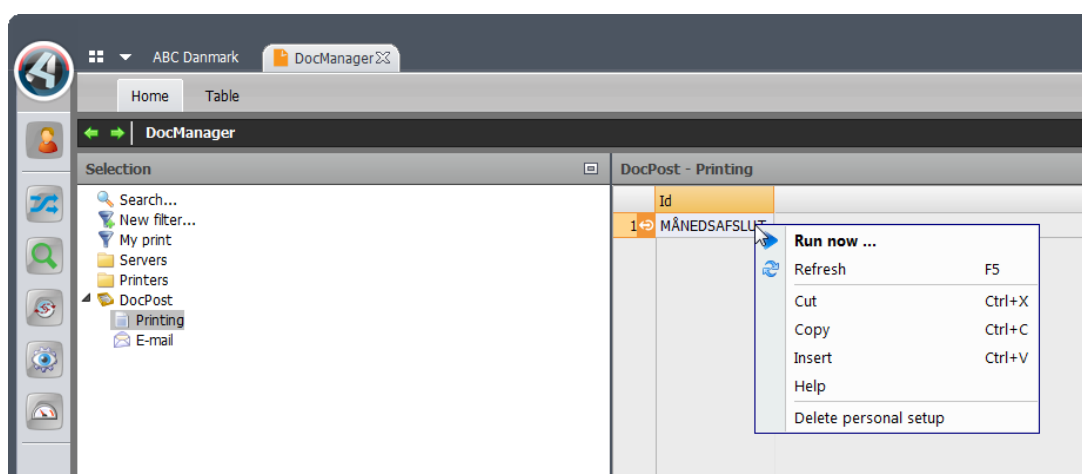 ABC Danmark DocManager
Home Table
DocManager
Selection
Search...
New filter...
My print
Servers
Printers
DocPost
Printing
E-mail
DocPost - Printing
Id
1 MÅNEDSAFSLUT
Run now ...
Refresh F5
Cut Ctrl+X
Copy Ctrl+C
Insert Ctrl+V
Help
Delete personal setup